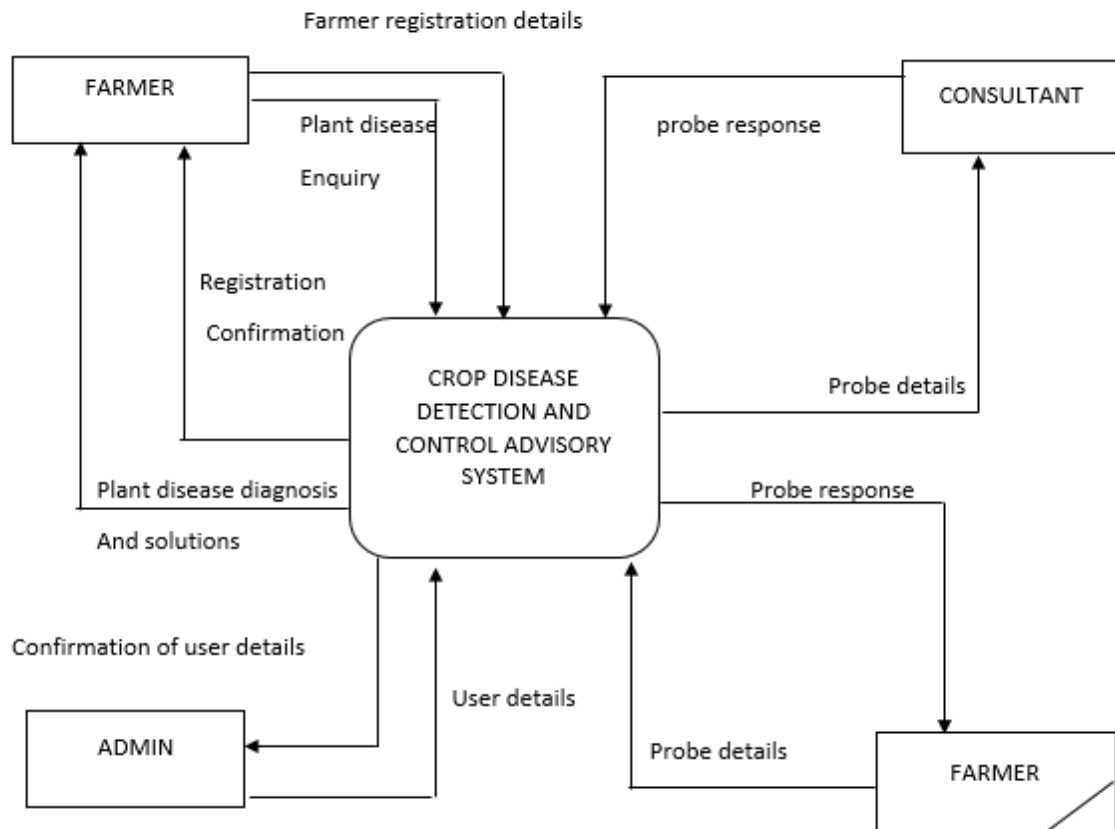 Farmer registration details
FARMER
CONSULTANT
Plant disease
Enquiry
probe response
Registration
Confirmation
CROP DISEASE
DETECTION AND
CONTROL ADVISORY
SYSTEM
Probe details
Plant disease diagnosis
And solutions
Probe response
Confirmation of user details
User details
ADMIN
Probe details
FARMER